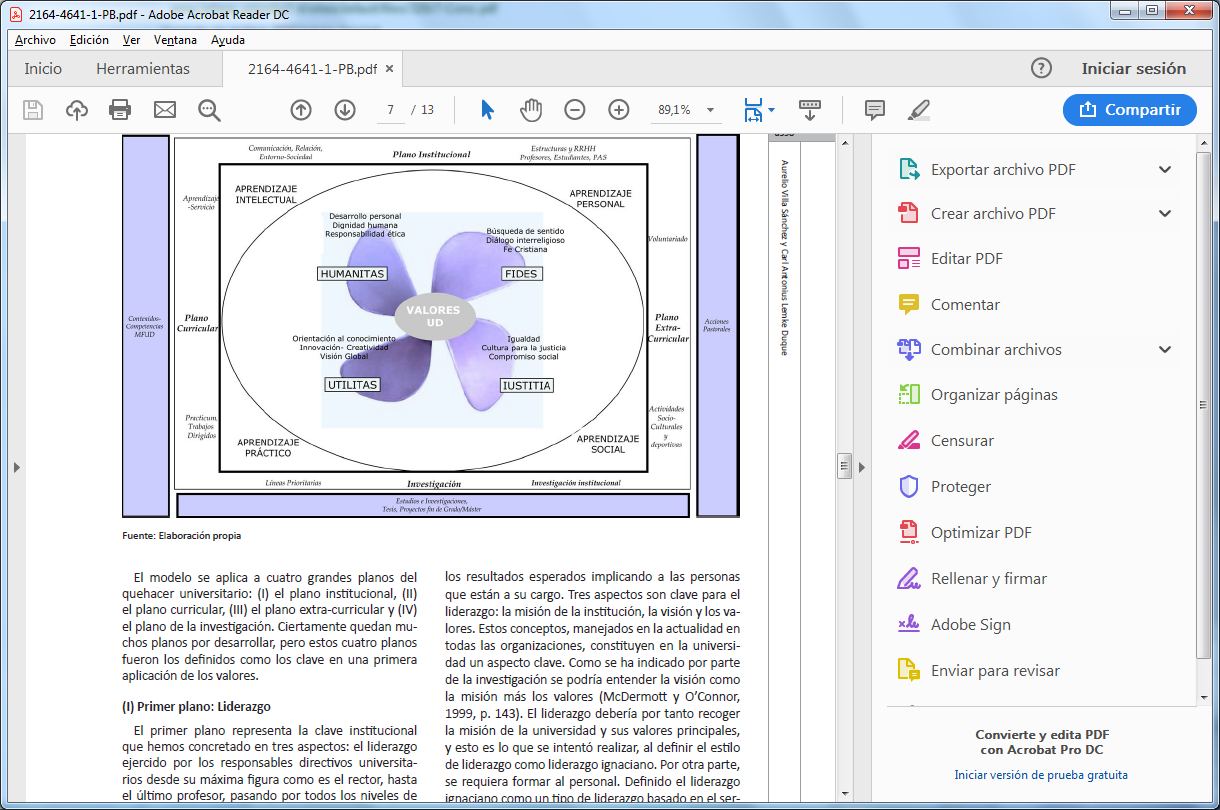 2164-4641-1-PB.pdf - Adobe Acrobat Reader DC
Archivo Edición Ver Ventana Ayuda
Inicio Herramientas 2164-4641-1-PB.pdf × ? Iniciar sesión
7 / 13 89,1% Compartir
Comunicación, Relación,
Entorno-Sociedad
Plano Institucional
Estructuras y RRHH
Profesores, Estudiantes, PAS
Aprendizaje
-Servicio
APRENDIZAJE
INTELECTUAL
APRENDIZAJE
PERSONAL
Desarrollo personal
Dignidad humana
Responsabilidad ética
Búsqueda de sentido
Diálogo interreligioso
Fe Cristiana
Voluntariado
HUMANITAS
FIDES
VALORES
UD
Contenidos-
Competencias
MFUD
Plano
Curricular
Plano
Extra-
Curricular
Acciones
Pastorales
Orientación al conocimiento
Innovación- Creatividad
Visión Global
Igualdad
Cultura para la justicia
Compromiso social
UTILITAS
IUSTITIA
Practicum,
Trabajos
Dirigidos
Actividades
Socio-
Culturales
y
deportivas
APRENDIZAJE
PRÁCTICO
APRENDIZAJE
SOCIAL
Líneas Prioritarias
Investigación
Investigación institucional
Estudios e Investigaciones,
Tesis, Proyectos fin de Grado/Máster
Fuente: Elaboración propia
El modelo se aplica a cuatro grandes planos del
quehacer universitario: (I) el plano institucional, (II)
el plano curricular, (III) el plano extra-curricular y (IV)
el plano de la investigación. Ciertamente quedan mu-
chos planos por desarrollar, pero estos cuatro planos
fueron los definidos como los clave en una primera
aplicación de los valores.
(I) Primer plano: Liderazgo
El primer plano representa la clave institucional
que hemos concretado en tres aspectos: el liderazgo
ejercido por los responsables directivos universita-
rios desde su máxima figura como es el rector, hasta
el último profesor, pasando por todos los niveles de
los resultados esperados implicando a las personas
que están a su cargo. Tres aspectos son clave para el
liderazgo: la misión de la institución, la visión y los va-
lores. Estos conceptos, manejados en la actualidad en
todas las organizaciones, constituyen en la universi-
dad un aspecto clave. Como se ha indicado por parte
de la investigación se podría entender la visión como
la misión más los valores (McDermott y O'Connor,
1999, p. 143). El liderazgo debería por tanto recoger
la misión de la universidad y sus valores principales,
y esto es lo que se intentó realizar, al definir el estilo
de liderazgo como liderazgo ignaciano. Por otra parte,
se requiera formar al personal. Definido el liderazgo
ignaciano como un tipo de liderazgo basado en el ser-
Aurelio Villa Sánchez y Carl Antonius Lemke Duque
Exportar archivo PDF
Crear archivo PDF
Editar PDF
Comentar
Combinar archivos
Organizar páginas
Censurar
Proteger
Optimizar PDF
Rellenar y firmar
Adobe Sign
Enviar para revisar
Convierte y edita PDF
con Acrobat Pro DC
Iniciar versión de prueba gratuita